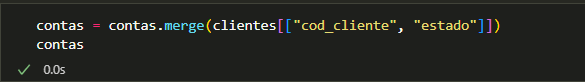 contas = contas.merge(clientes[["cod_cliente", "estado"]])
contas
0.0s